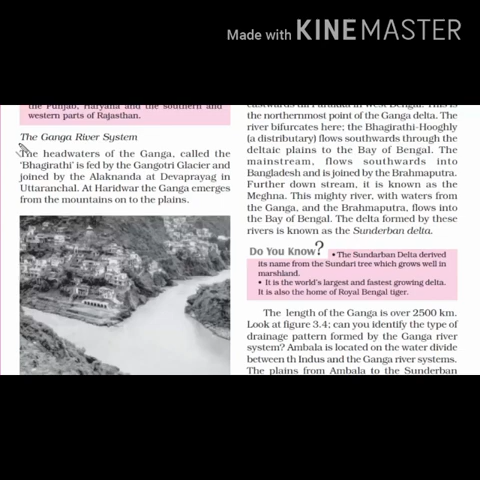 Made with KINEMASTER
the Punjab, Haryana and the southern and
western parts of Rajasthan.
The Ganga River System
The headwaters of the Ganga, called the
'Bhagirathi' is fed by the Gangotri Glacier and
joined by the Alaknanda at Devaprayag in
Uttaranchal. At Haridwar the Ganga emerges
from the mountains on to the plains.
eastwards till Farakka in West Bengal. This is
the northernmost point of the Ganga delta. The
river bifurcates here; the Bhagirathi-Hooghly
(a distributary) flows southwards through the
deltaic plains to the Bay of Bengal. The
mainstream, flows southwards into
Bangladesh and is joined by the Brahmaputra.
Further down stream, it is known as the
Meghna. This mighty river, with waters from
the Ganga, and the Brahmaputra, flows into
the Bay of Bengal. The delta formed by these
rivers is known as the Sunderban delta.
Do You Know?
• The Sundarban Delta derived
its name from the Sundari tree which grows well in
marshland.
• It is the world's largest and fastest growing delta.
It is also the home of Royal Bengal tiger.
The length of the Ganga is over 2500 km.
Look at figure 3.4; can you identify the type of
drainage pattern formed by the Ganga river
system? Ambala is located on the water divide
between th Indus and the Ganga river systems.
The plains from Ambala to the Sunderban